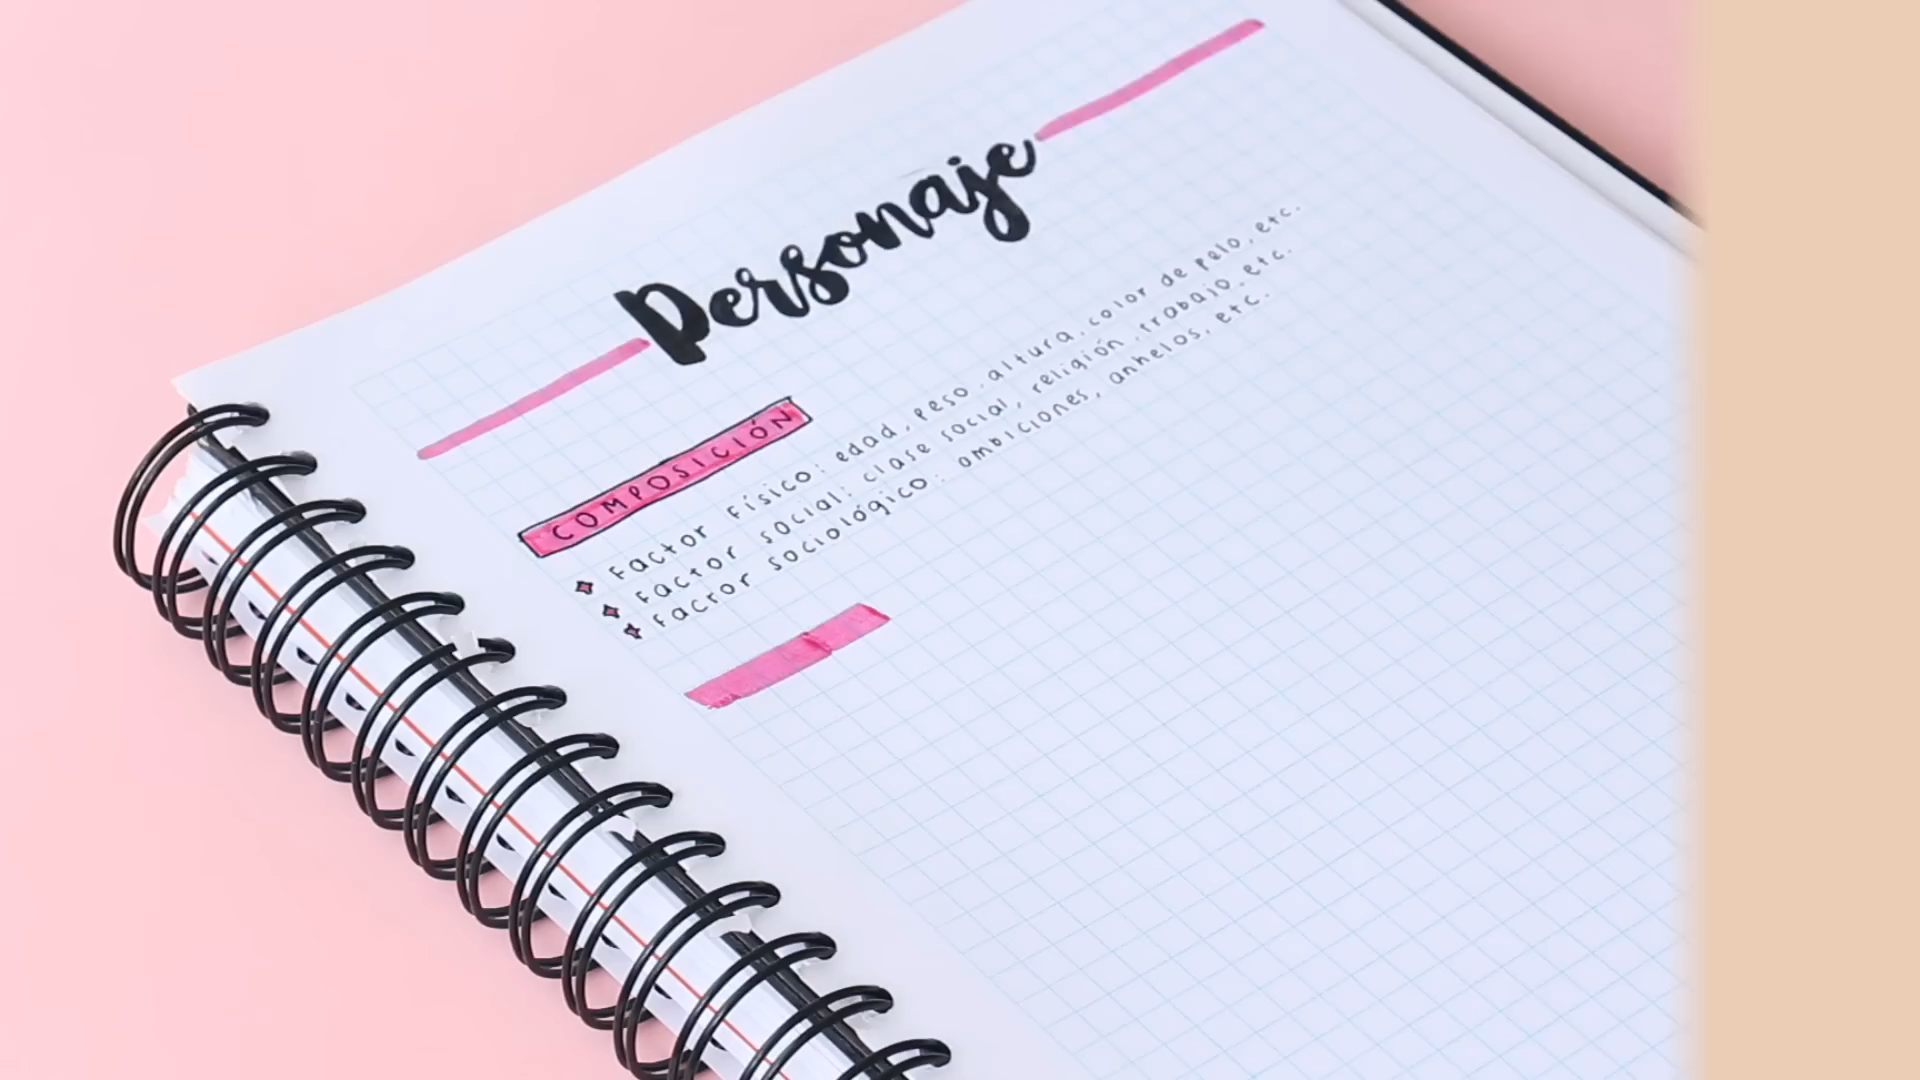 Personaje
COMPOSICIÓN
Factor Físico: edad, peso, altura, color de pelo, etc.
Factor social: clase social, religión, trabajo, etc.
Factor sociológico: ambiciones, anhelos, etc.